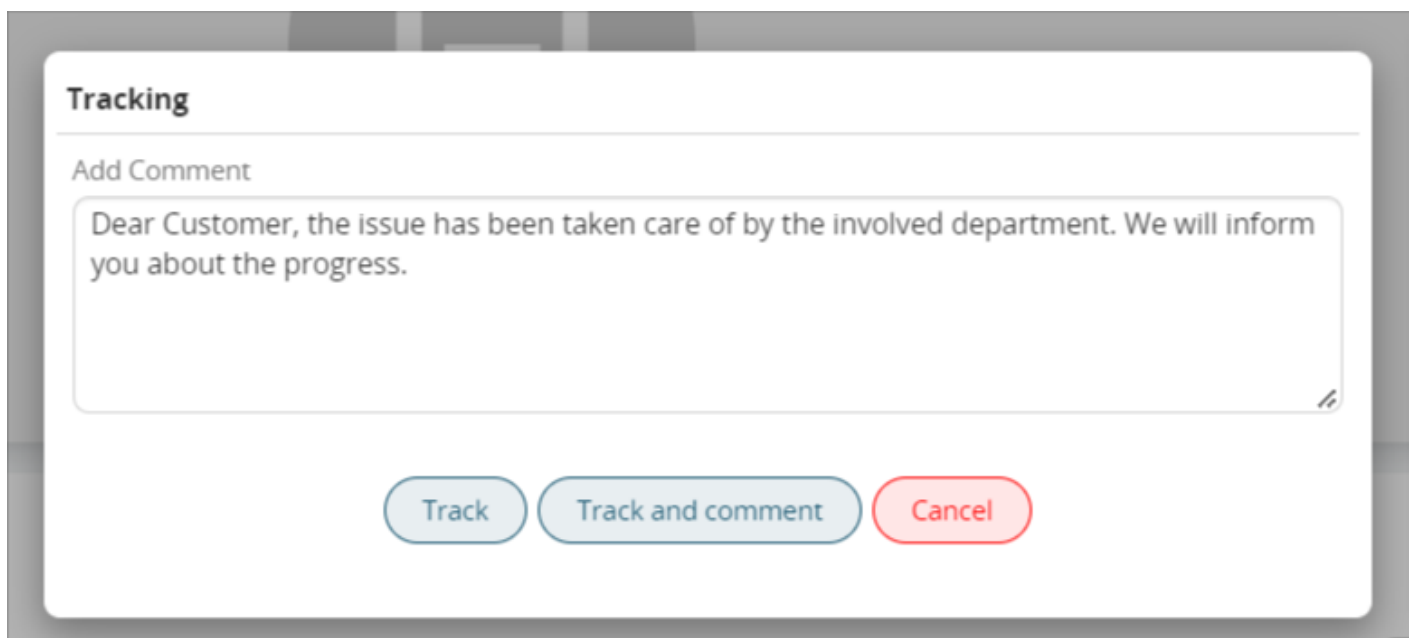 Tracking
Add Comment
Dear Customer, the issue has been taken care of by the involved department. We will inform
you about the progress.
Track
Track and comment
Cancel